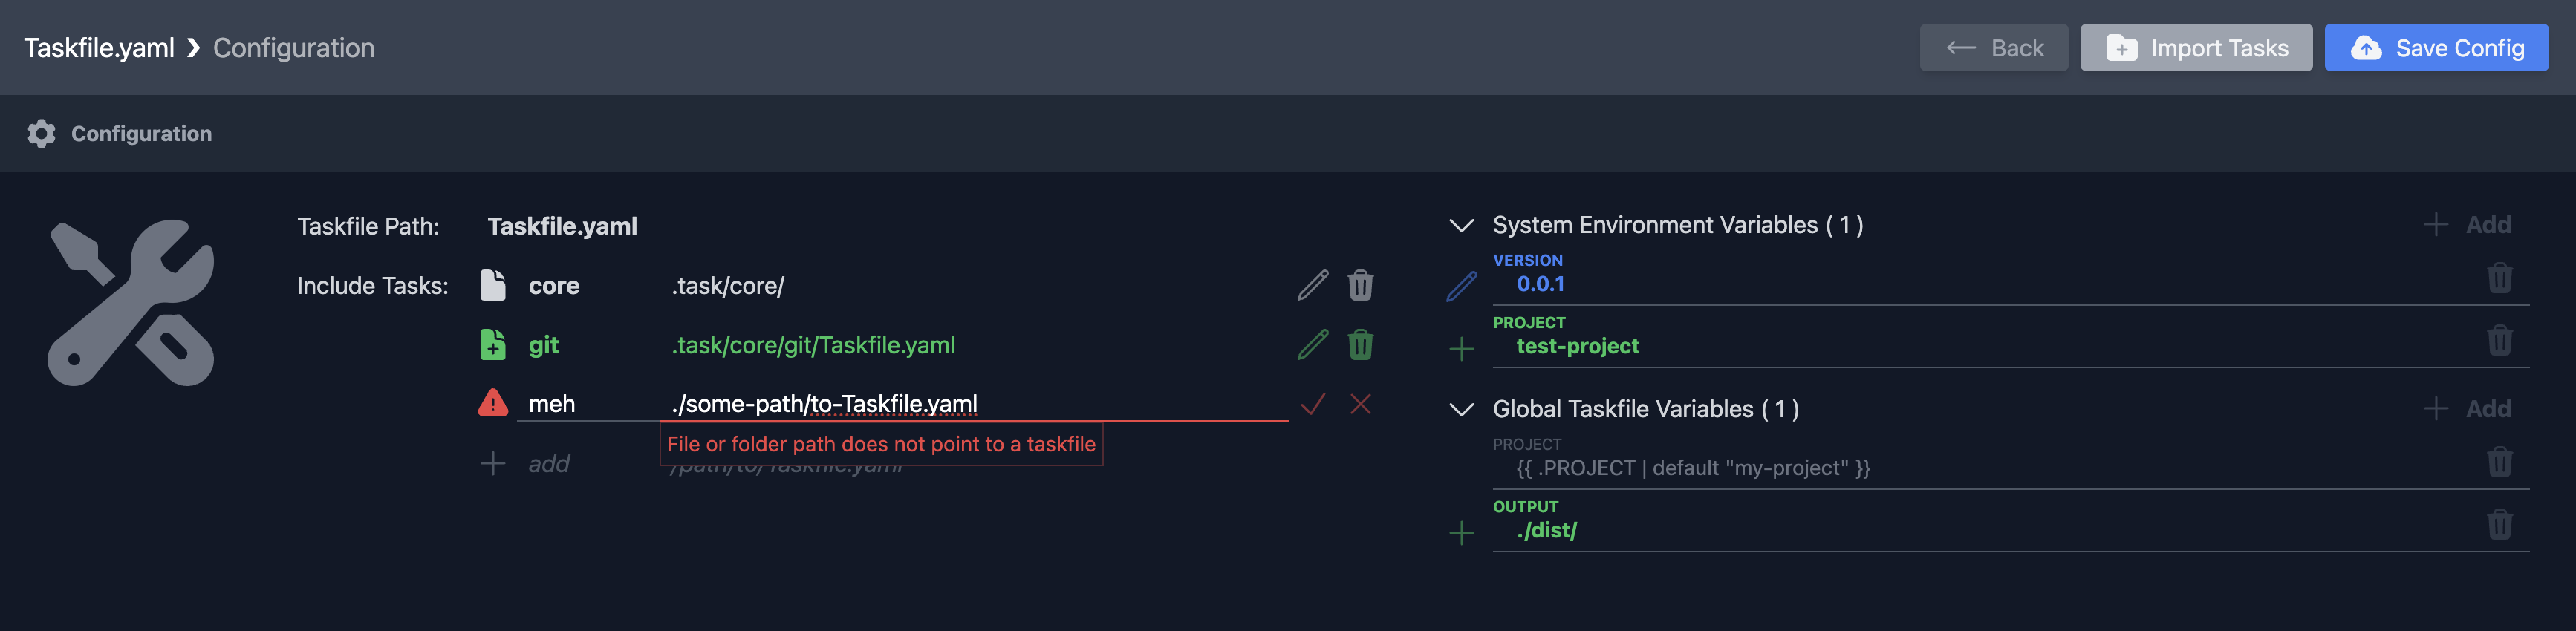 Taskfile.yaml ❯ Configuration
← Back
Import Tasks
Save Config
Configuration
Taskfile Path: Taskfile.yaml
Include Tasks: core .task/core/
git .task/core/git/Taskfile.yaml
meh ./some-path/to-Taskfile.yaml
File or folder path does not point to a taskfile
add /path/to/Taskfile.yaml
System Environment Variables ( 1 )
+ Add
VERSION
0.0.1
PROJECT
test-project
Global Taskfile Variables ( 1 )
+ Add
PROJECT
{{ .PROJECT | default "my-project" }}
OUTPUT
./dist/